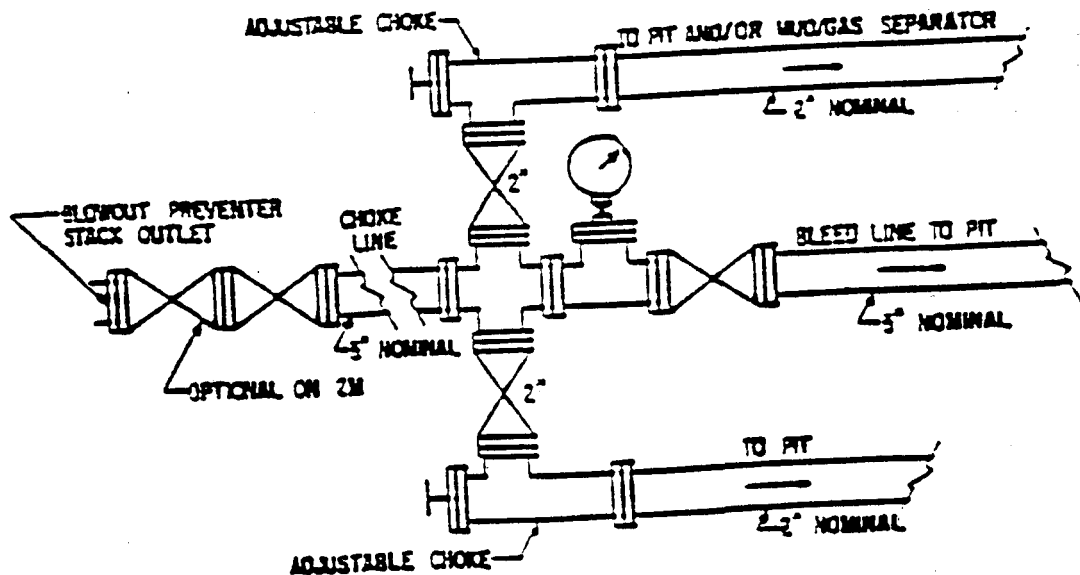 ADJUSTABLE CHOKE
TO PIT AND/OR MUD/GAS SEPARATOR
2" NOMINAL
2"
BLOWOUT PREVENTER
STACK OUTLET
CHOKE
LINE
BLEED LINE TO PIT
3" NOMINAL
3" NOMINAL
OPTIONAL ON 2M
2"
TO PIT
2" NOMINAL
ADJUSTABLE CHOKE